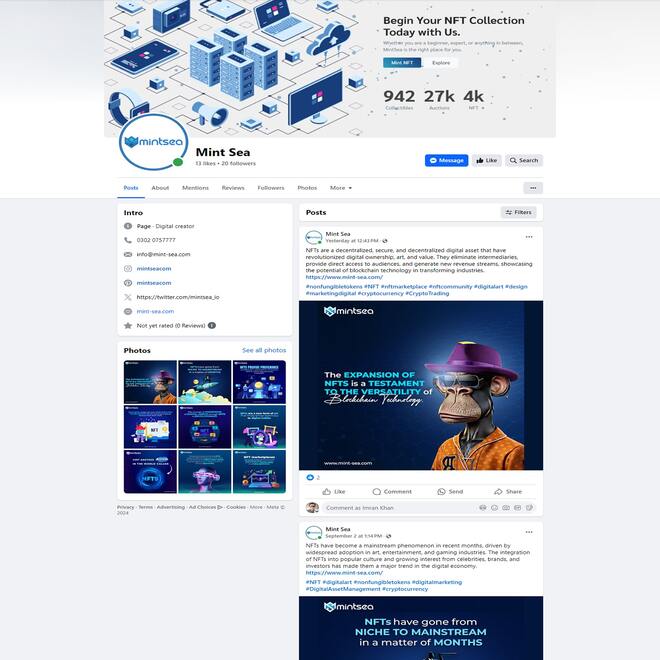 Begin Your NFT Collection
Today with Us.
Whether you are a beginner, expert, or anything in between,
MintSea is the right place for you.
Mint NFT
Explore
942 27k 4k
Collectibles Auctions NFT
mintsea
Mint Sea
13 likes • 20 followers
Message
Like
Search
Posts
About
Mentions
Reviews
Followers
Photos
More
Intro
Page · Digital creator
0302 0757777
info@mint-sea.com
mintseacom
mintseacom
https://twitter.com/mintsea_io
mint-sea.com
Not yet rated (0 Reviews)
Photos
See all photos
NFT
NFTS
Privacy · Terms · Advertising · Ad Choices · Cookies · More · Meta ©
2024
Posts
Filters
Mint Sea
Yesterday at 12:43 PM ·
NFTs are a decentralized, secure, and decentralized digital asset that have
revolutionized digital ownership, art, and value. They eliminate intermediaries,
provide direct access to audiences, and generate new revenue streams, showcasing
the potential of blockchain technology in transforming industries.
https://www.mint-sea.com/
#nonfungibletokens #NFT #nftmarketplace #nftcommunity #digitalart #design
#marketingdigital #cryptocurrency #CryptoTrading
mintsea
The EXPANSION OF
NFTS is a TESTAMENT
TO THE VERSATILITY of
Blockchain Technology.
www.mint-sea.com
2
Like
Comment
Send
Share
Comment as Imran Khan
Mint Sea
September 2 at 1:14 PM ·
NFTs have become a mainstream phenomenon in recent months, driven by
widespread adoption in art, entertainment, and gaming industries. The integration
of NFTs into popular culture and growing interest from celebrities, brands, and
investors has made them a major trend in the digital economy.
https://www.mint-sea.com/
#NFT #digitalart #nonfungibletokens #digitalmarketing
#DigitalAssetManagement #cryptocurrency
mintsea
NFTs have gone from
NICHE TO MAINSTREAM
in a matter of MONTHS